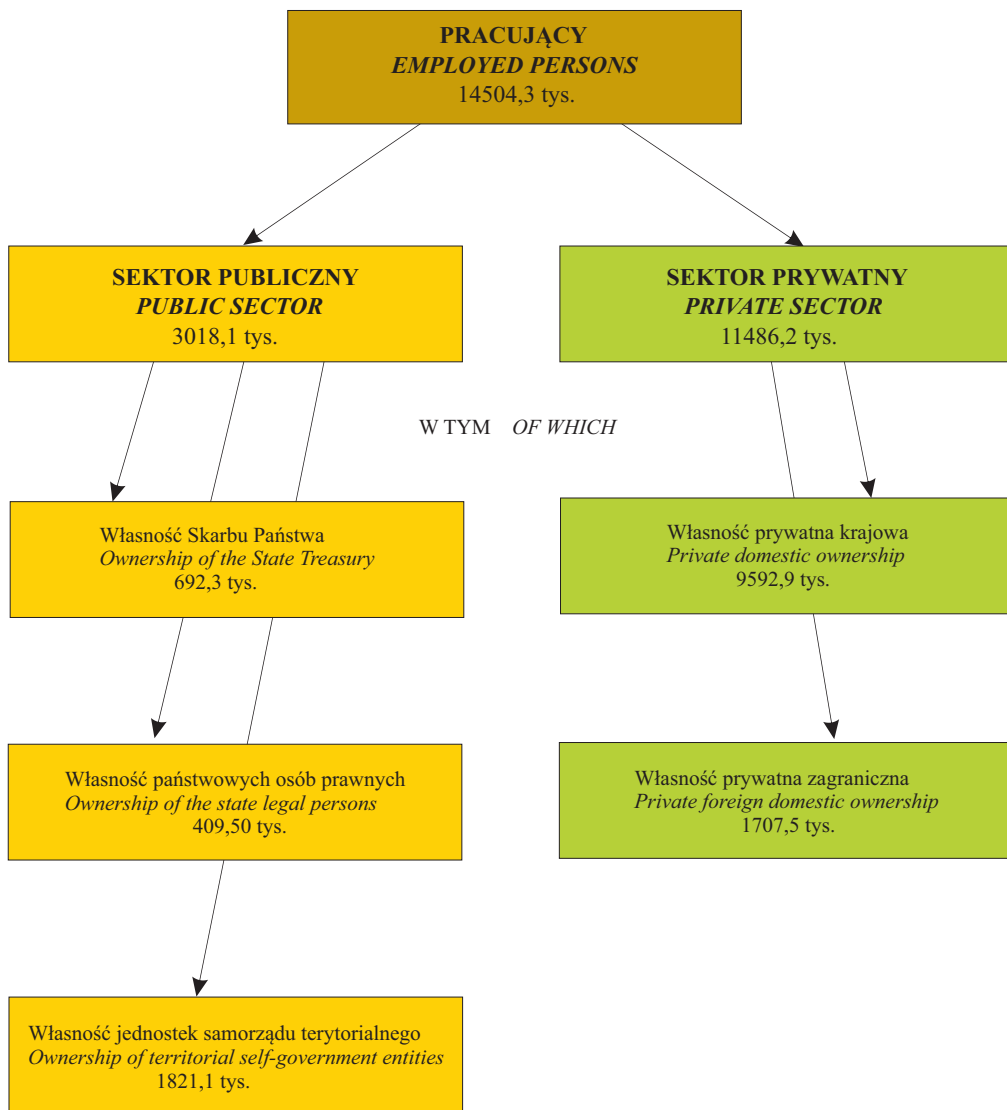 PRACUJĄCY
EMPLOYED PERSONS
14504,3 tys.
SEKTOR PUBLICZNY
PUBLIC SECTOR
3018,1 tys.
SEKTOR PRYWATNY
PRIVATE SECTOR
11486,2 tys.
W TYM OF WHICH
Własność Skarbu Państwa
Ownership of the State Treasury
692,3 tys.
Własność prywatna krajowa
Private domestic ownership
9592,9 tys.
Własność państwowych osób prawnych
Ownership of the state legal persons
409,50 tys.
Własność prywatna zagraniczna
Private foreign domestic ownership
1707,5 tys.
Własność jednostek samorządu terytorialnego
Ownership of territorial self-government entities
1821,1 tys.